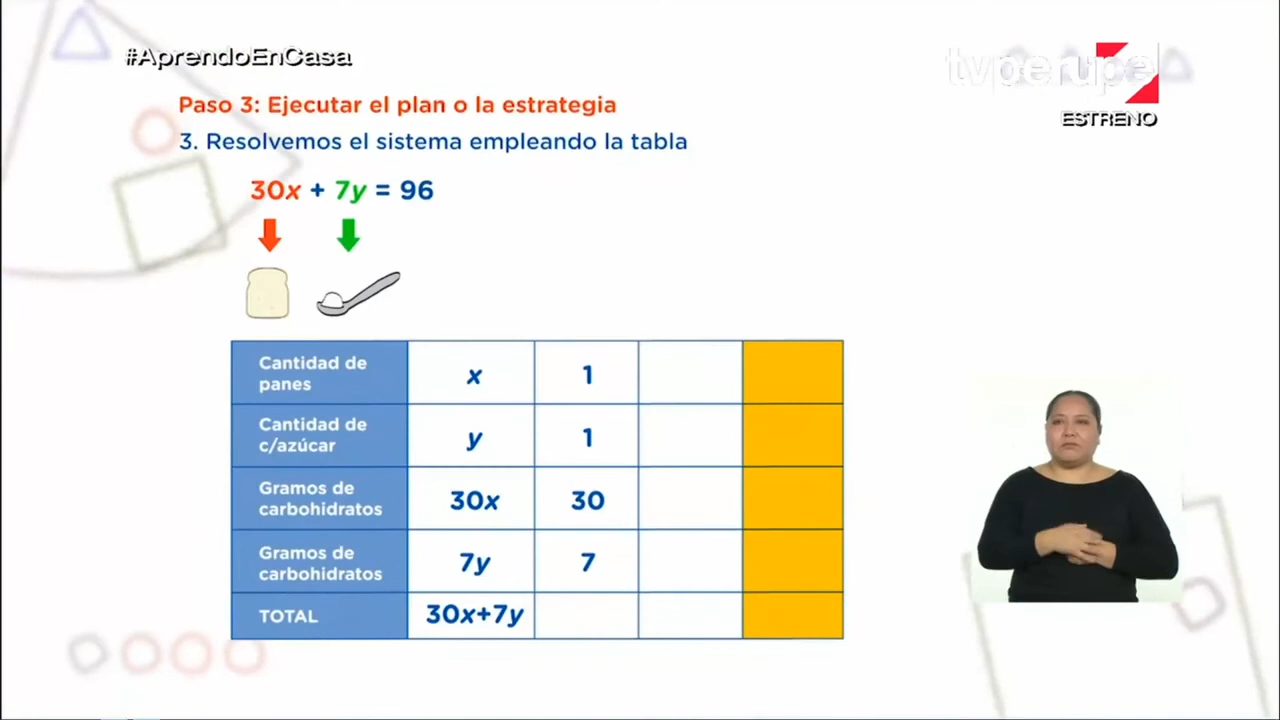 #AprendoEnCasa
tvperu.pe
ESTRENO
Paso 3: Ejecutar el plan o la estrategia
3. Resolvemos el sistema empleando la tabla
30x + 7y = 96
Cantidad de panes x 1
Cantidad de c/azúcar y 1
Gramos de carbohidratos 30x 30
Gramos de carbohidratos 7y 7
TOTAL 30x+7y